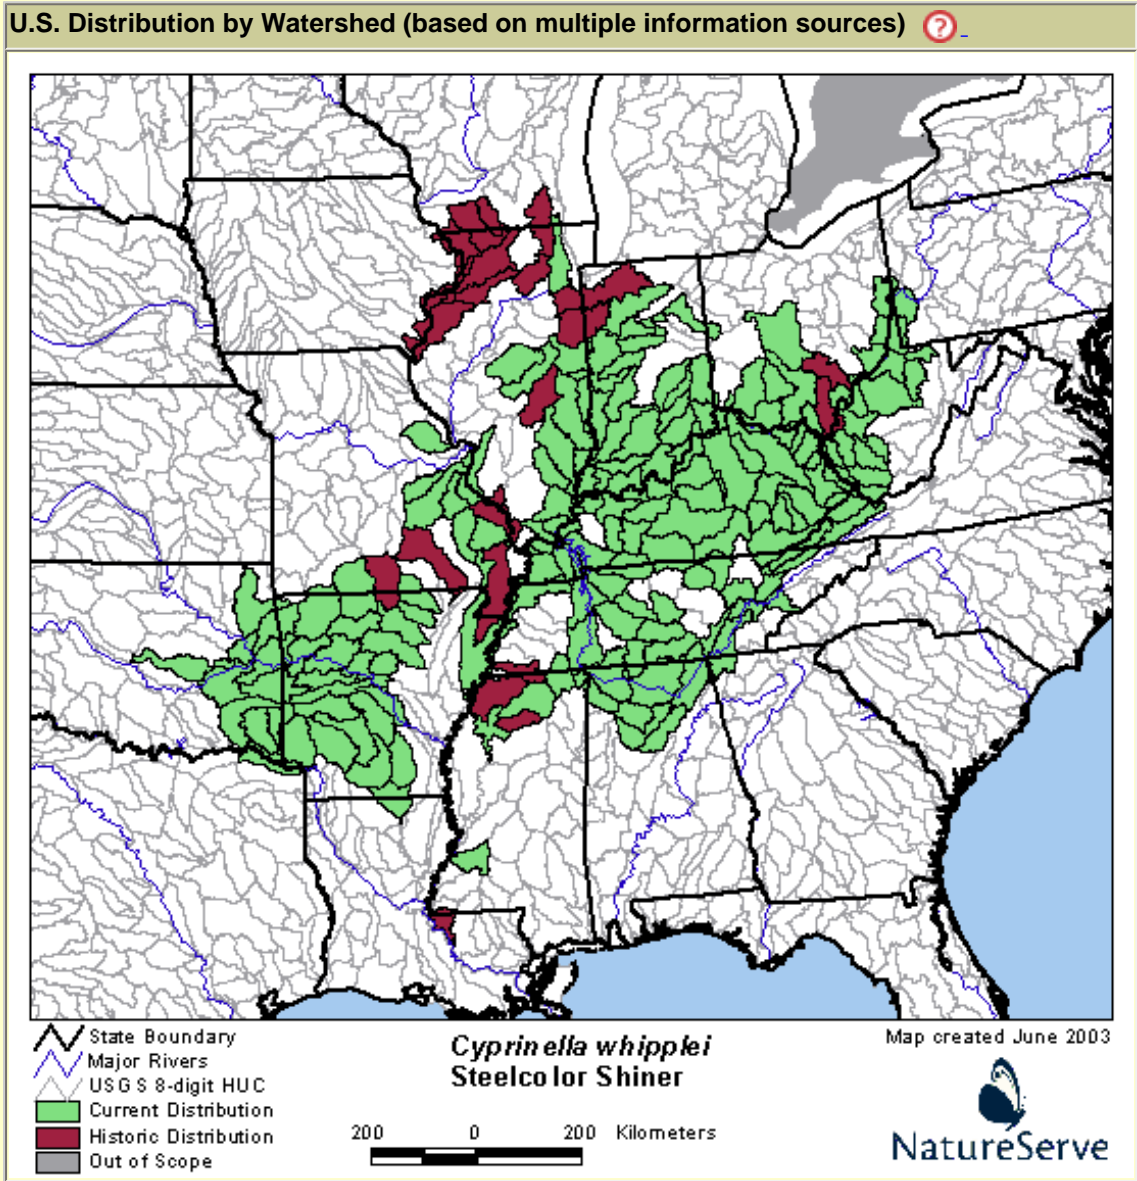 U.S. Distribution by Watershed (based on multiple information sources) ?
State Boundary
Major Rivers
USGS 8-digit HUC
Current Distribution
Historic Distribution
Out of Scope
Cyprinella whipplei
Steelcolor Shiner
200 0 200 Kilometers
Map created June 2003
NatureServe